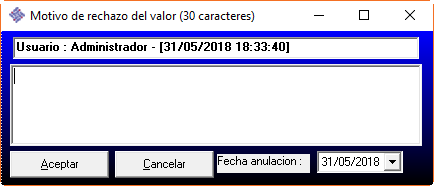 Motivo de rechazo del valor (30 caracteres)
Usuario : Administrador - [31/05/2018 18:33:40]
Aceptar
Cancelar
Fecha anulacion :
31/05/2018